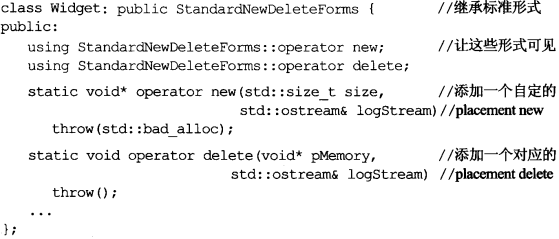 class Widget: public StandardNewDeleteForms { //继承标准形式
public:
using StandardNewDeleteForms::operator new; //让这些形可见
using StandardNewDeleteForms::operator delete;
static void* operator new(std::size_t size, //添加一个自定的
std::ostream& logStream) //placement new
throw(std::bad_alloc);
static void operator delete(void* pMemory, //添加一个对应的
std::ostream& logStream) //placement delete
throw();
...
};